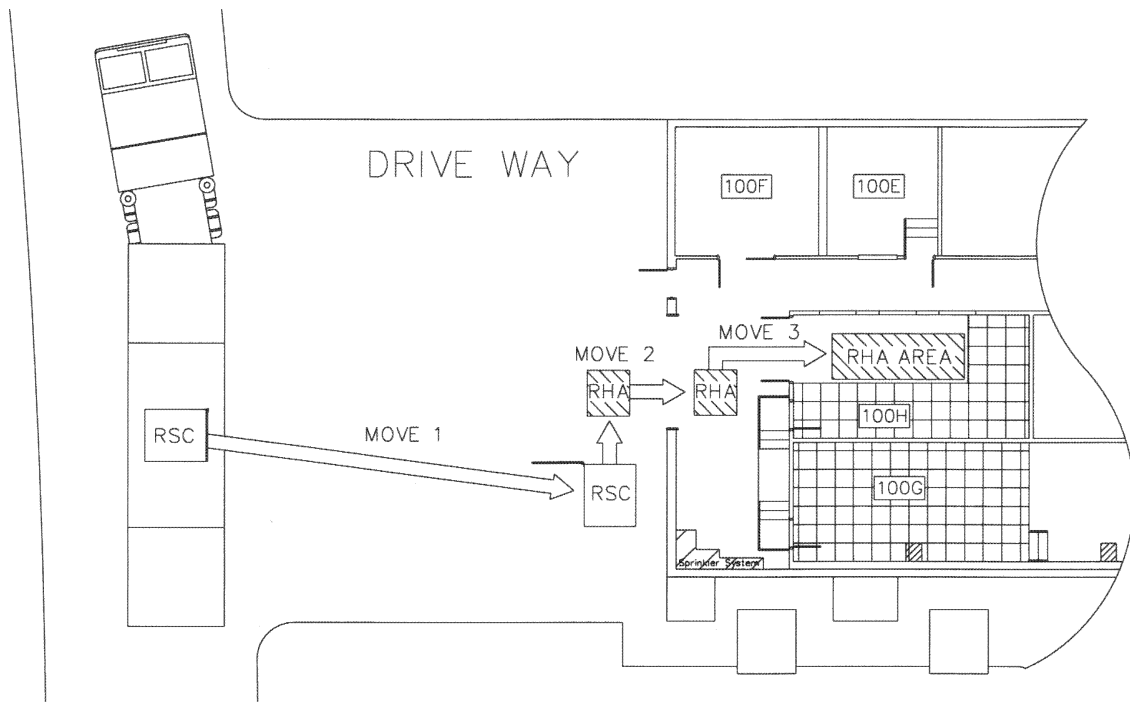 DRIVE WAY
100F
100E
MOVE 3
MOVE 2
RHA AREA
RHA
RHA
100H
RSC
MOVE 1
RSC
100G
Sprinkler System